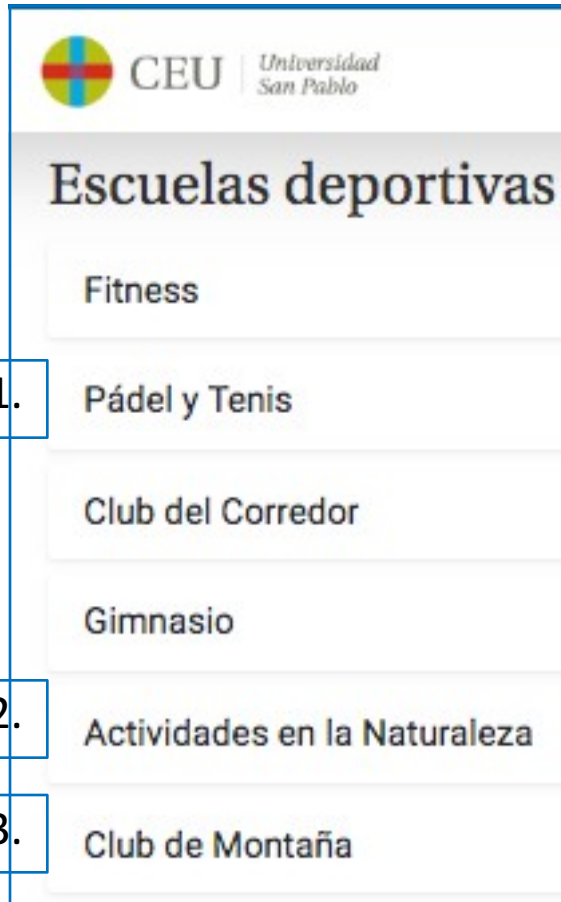 CEU Universidad
San Pablo
Escuelas deportivas
Fitness
1. Pádel y Tenis
Club del Corredor
Gimnasio
2. Actividades en la Naturaleza
3. Club de Montaña